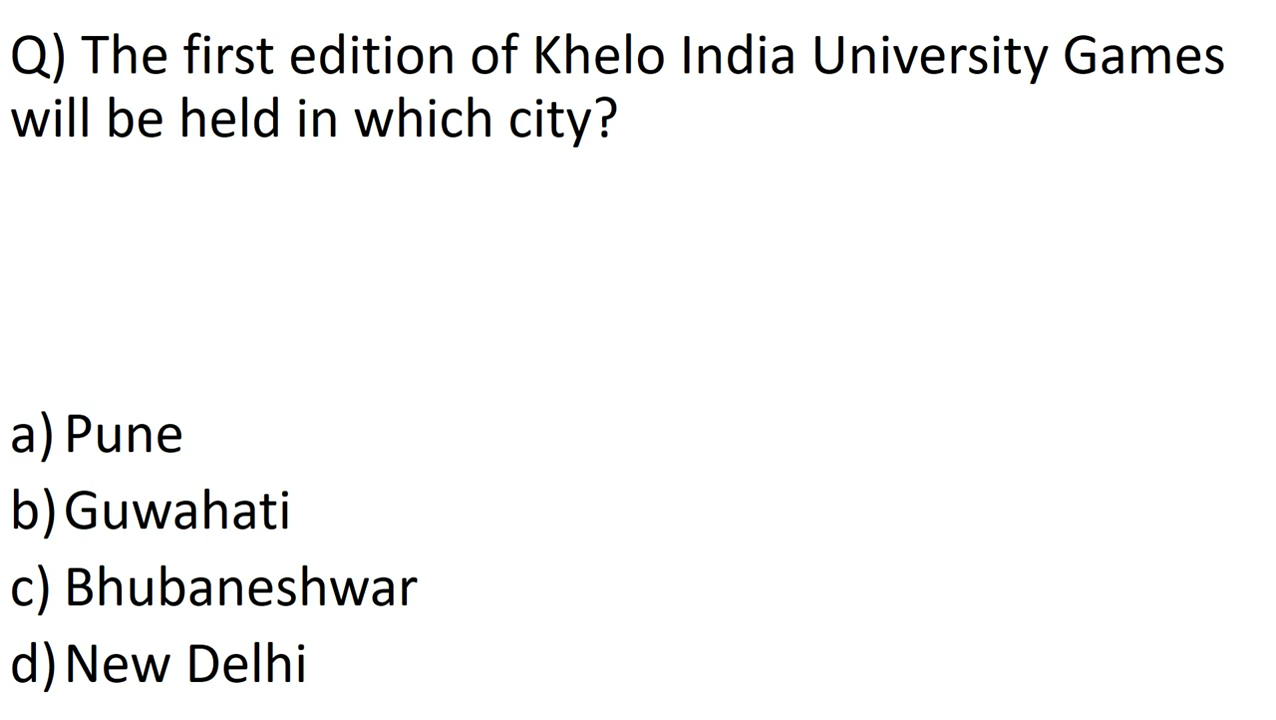 Q) The first edition of Khelo India University Games
will be held in which city?
a) Pune
b) Guwahati
c) Bhubaneshwar
d) New Delhi